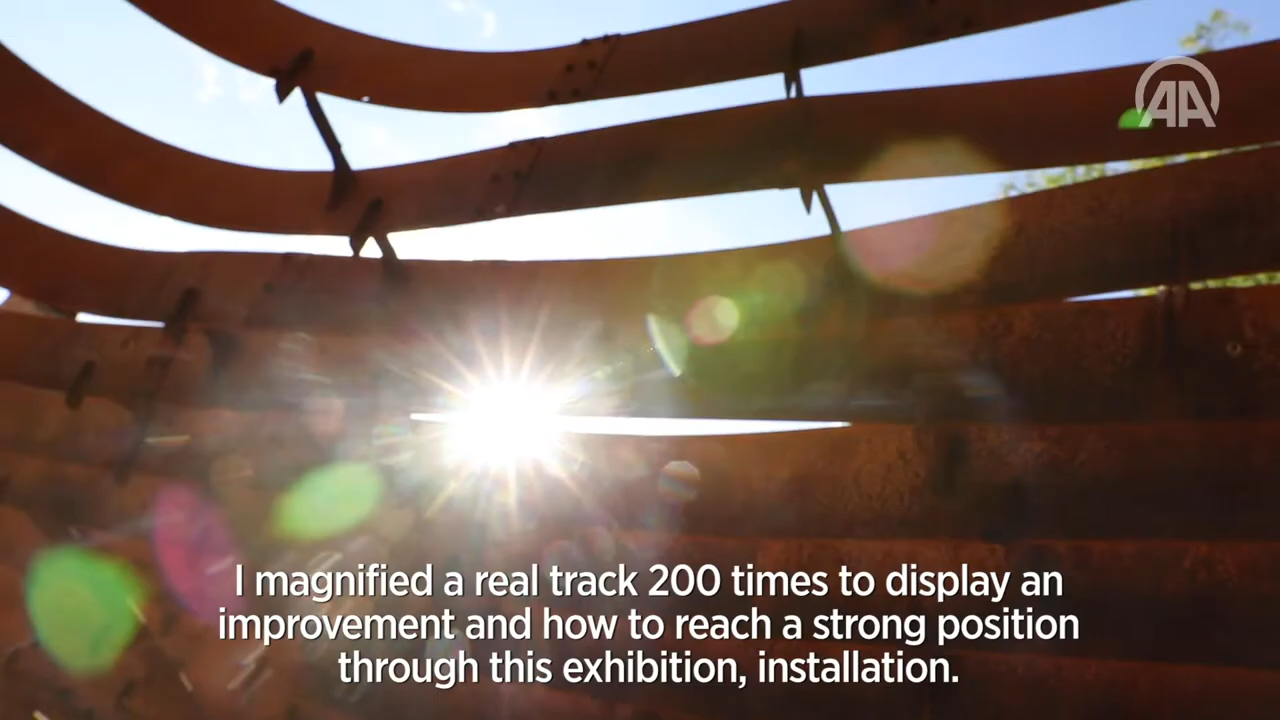 AA
I magnified a real track 200 times to display an
improvement and how to reach a strong position
through this exhibition, installation.